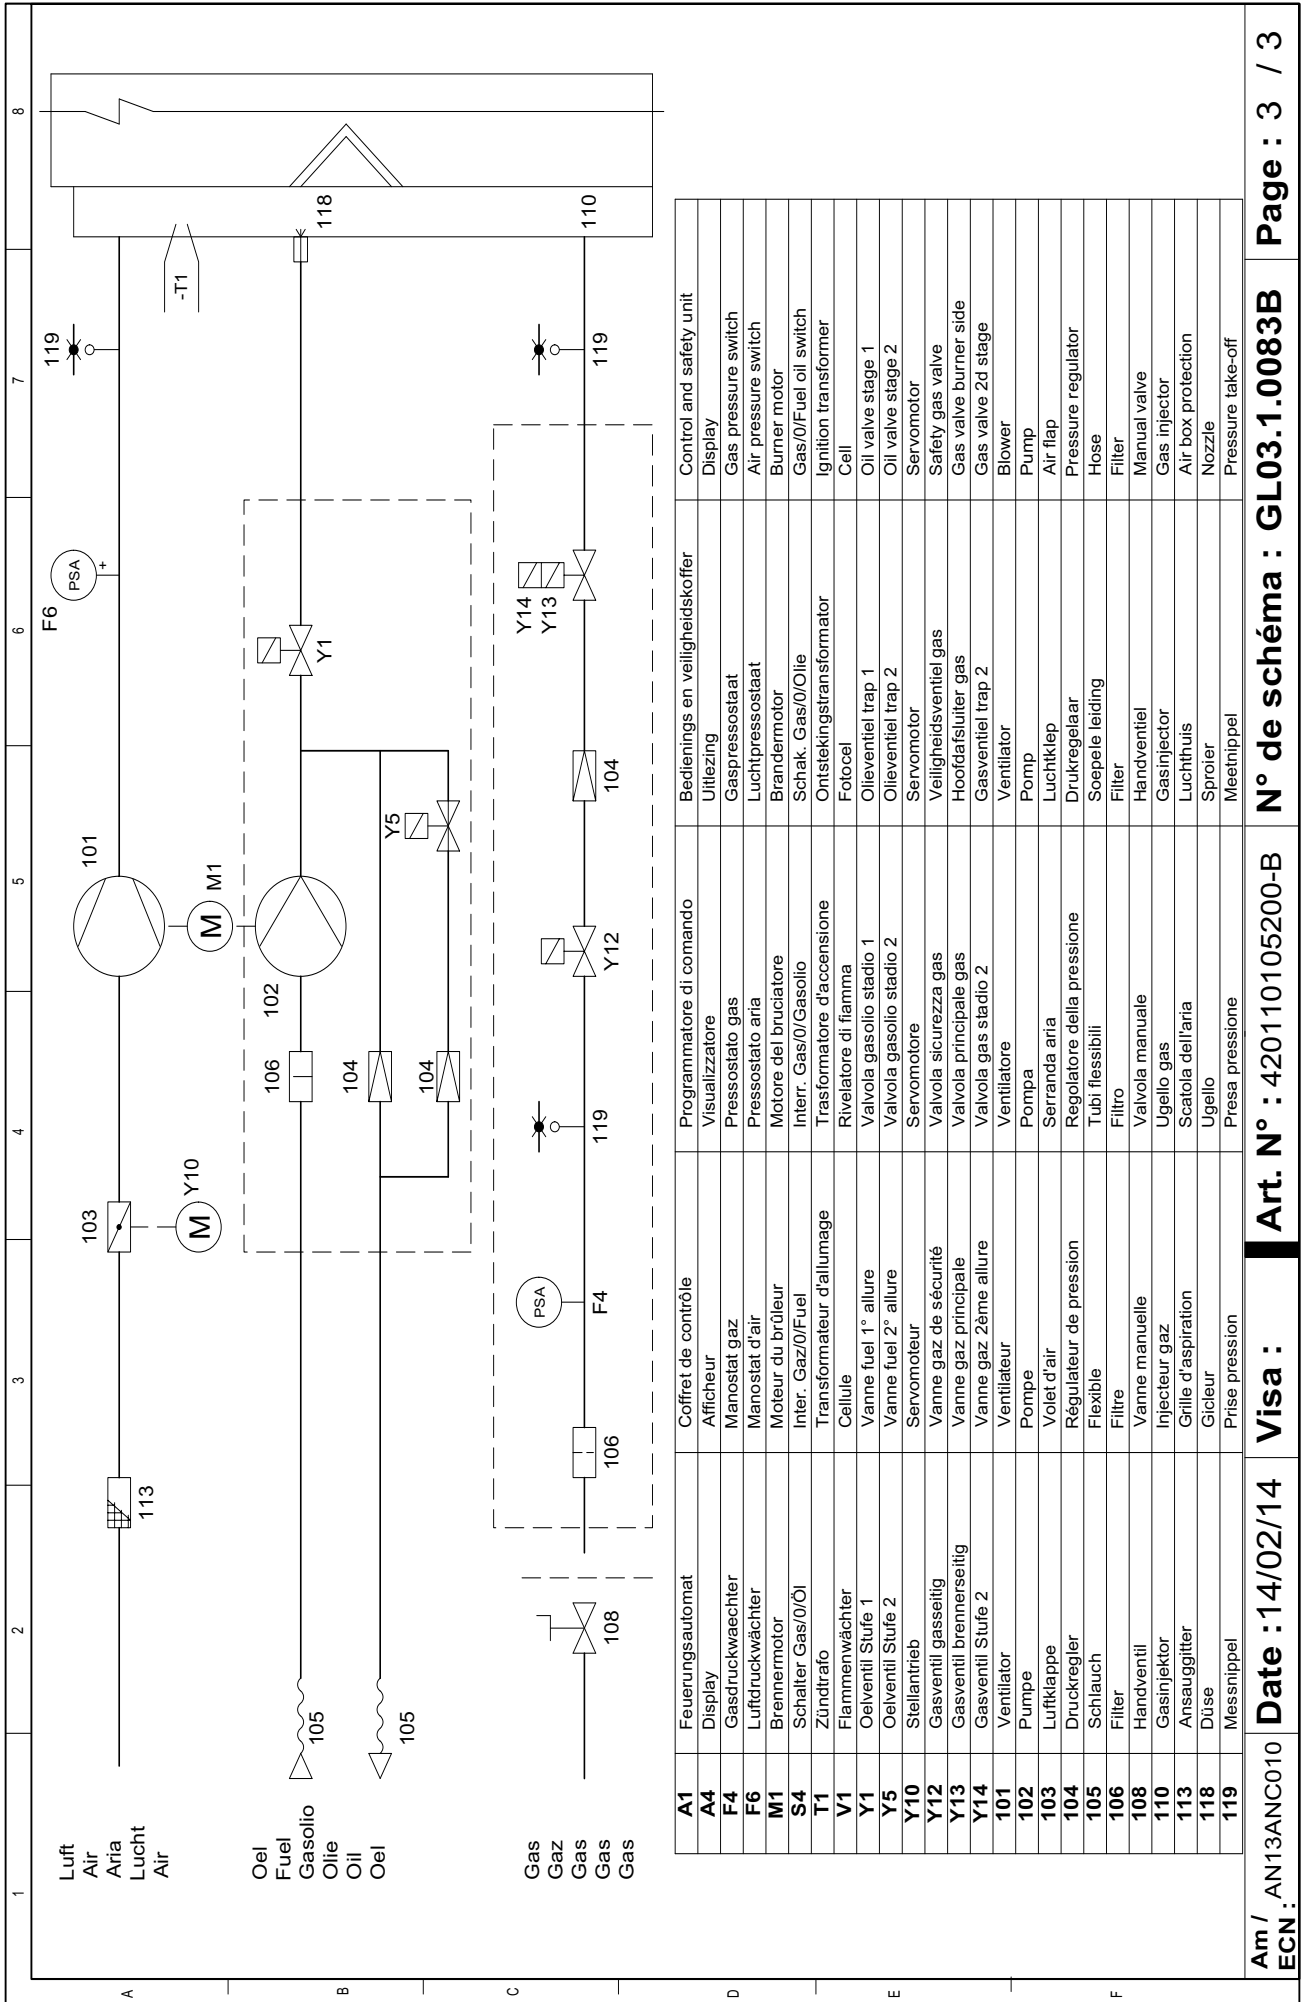 1 2 3 4 5 6 7 8
A
B
C
D
E
F
Luft
Air
Aria
Lucht
Air
113
103
Y10
M
101
M1
M
F6
PSA
+
119
-T1
Oel
Fuel
Gasolio
Olie
Oil
Oel
105
105
106
102
104
104
Y5
Y1
118
Gas
Gaz
Gas
Gas
Gas
108
106
PSA
F4
119
Y12
104
Y14
Y13
119
110
A1 Feuerungsautomat Coffret de contrôle Programmatore di comando Bedienings en veiligheidskoffer Control and safety unit
A4 Display Afficheur Visualizzatore Uitlezing Display
F4 Gasdruckwaechter Manostat gaz Pressostato gas Gaspressostaat Gas pressure switch
F6 Luftdruckwächter Manostat d'air Pressostato aria Luchtpressostaat Air pressure switch
M1 Brennermotor Moteur du brûleur Motore del bruciatore Brandermotor Burner motor
S4 Schalter Gas/0/Öl Inter. Gaz/0/Fuel Interr. Gas/0/Gasolio Schak. Gas/0/Olie Gas/0/Fuel oil switch
T1 Zündtrafo Transformateur d'allumage Trasformatore d'accensione Ontstekingstransformator Ignition transformer
V1 Flammenwächter Cellule Rivelatore di fiamma Fotocel Cell
Y1 Oelventil Stufe 1 Vanne fuel 1° allure Valvola gasolio stadio 1 Olieventiel trap 1 Oil valve stage 1
Y5 Oelventil Stufe 2 Vanne fuel 2° allure Valvola gasolio stadio 2 Olieventiel trap 2 Oil valve stage 2
Y10 Stellantrieb Servomoteur Servomotore Servomotor Servomotor
Y12 Gasventil gasseitig Vanne gaz de sécurité Valvola sicurezza gas Veiligheidsventiel gas Safety gas valve
Y13 Gasventil brennerseitig Vanne gaz principale Valvola principale gas Hoofdafsluiter gas Gas valve burner side
Y14 Gasventil Stufe 2 Vanne gaz 2ème allure Valvola gas stadio 2 Gasventiel trap 2 Gas valve 2d stage
101 Ventilator Ventilateur Ventilatore Ventilator Blower
102 Pumpe Pompe Pompa Pomp Pump
103 Luftklappe Volet d'air Serranda aria Luchtklep Air flap
104 Druckregler Régulateur de pression Regolatore della pressione Drukregelaar Pressure regulator
105 Schlauch Flexible Tubi flessibili Soepele leiding Hose
106 Filter Filtre Filtro Filter Filter
108 Handventil Vanne manuelle Valvola manuale Handventiel Manual valve
110 Gasinjektor Injecteur gaz Ugello gas Gasinjector Gas injector
113 Ansauggitter Grille d'aspiration Scatola dell'aria Luchthuis Air box protection
118 Düse Gicleur Ugello Sproier Nozzle
119 Messnippel Prise pression Presa pressione Meetnippel Pressure take-off
Am / ECN : AN13ANC010 Date : 14/02/14 Visa : Art. N° : 420110105200-B N° de schéma : GL03.1.0083B Page : 3 / 3